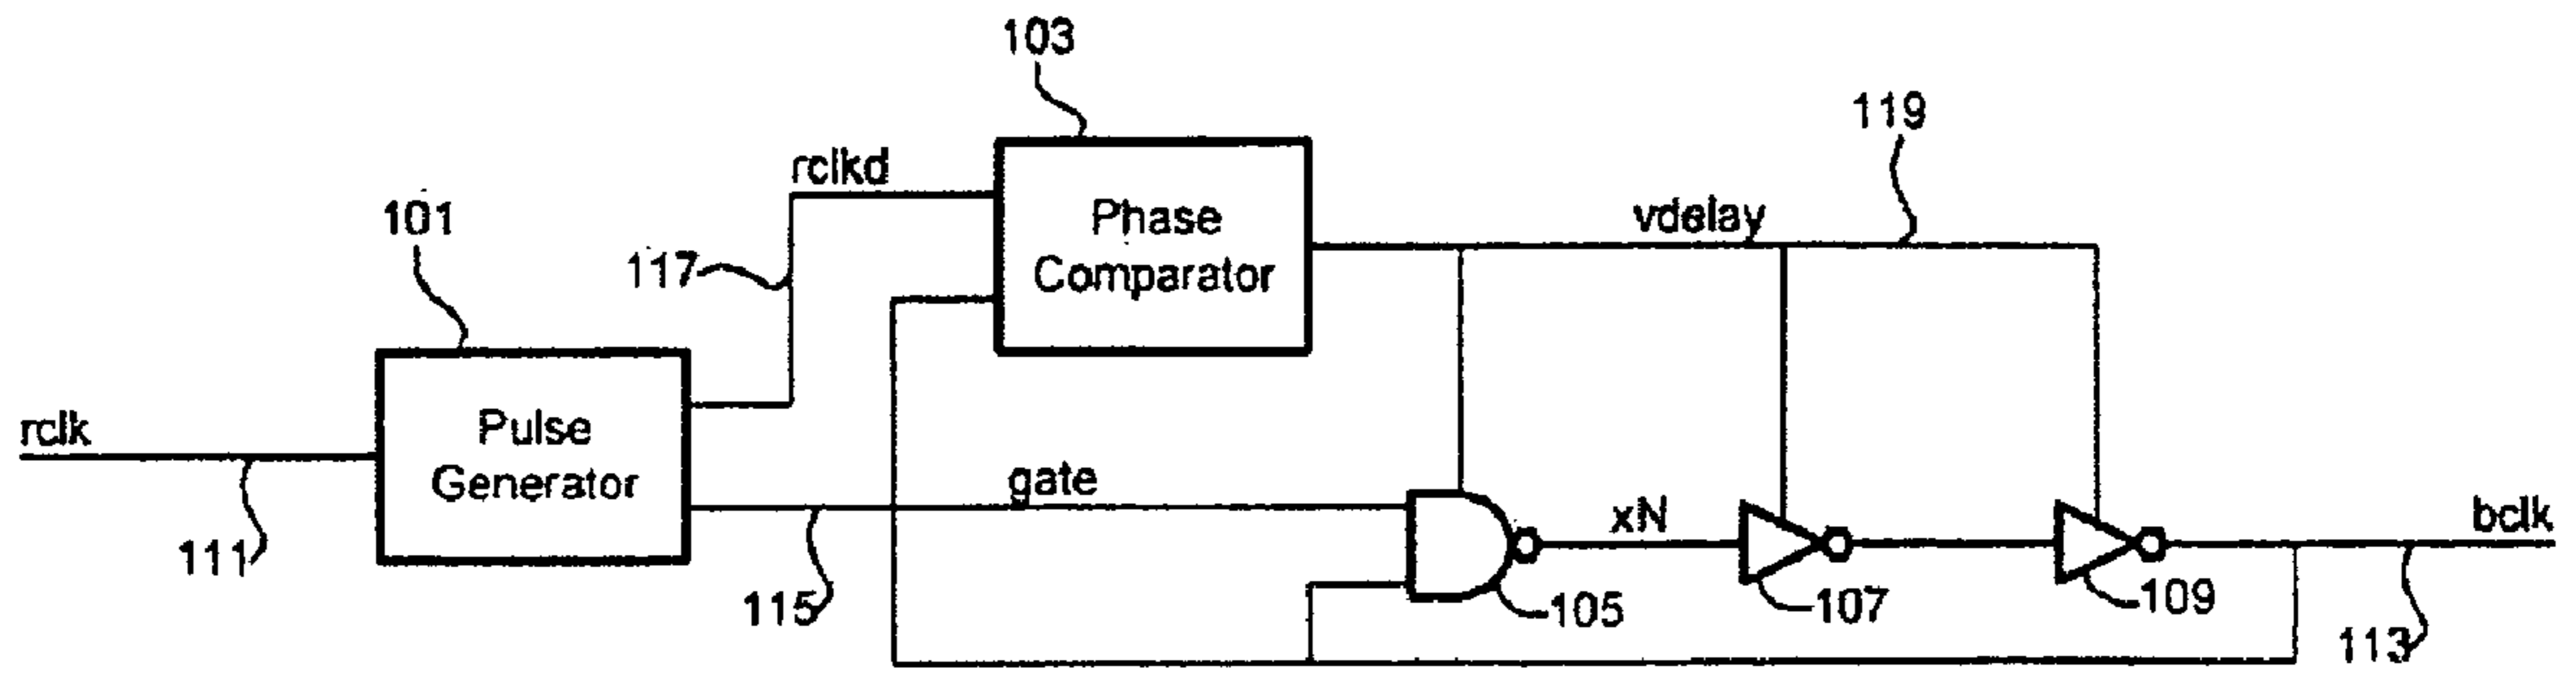 103
119
rclkd
101
Phase
Comparator
vdelay
117
rclk
Pulse
Generator
gate
xN
bclk
111
115
105
107
109
113